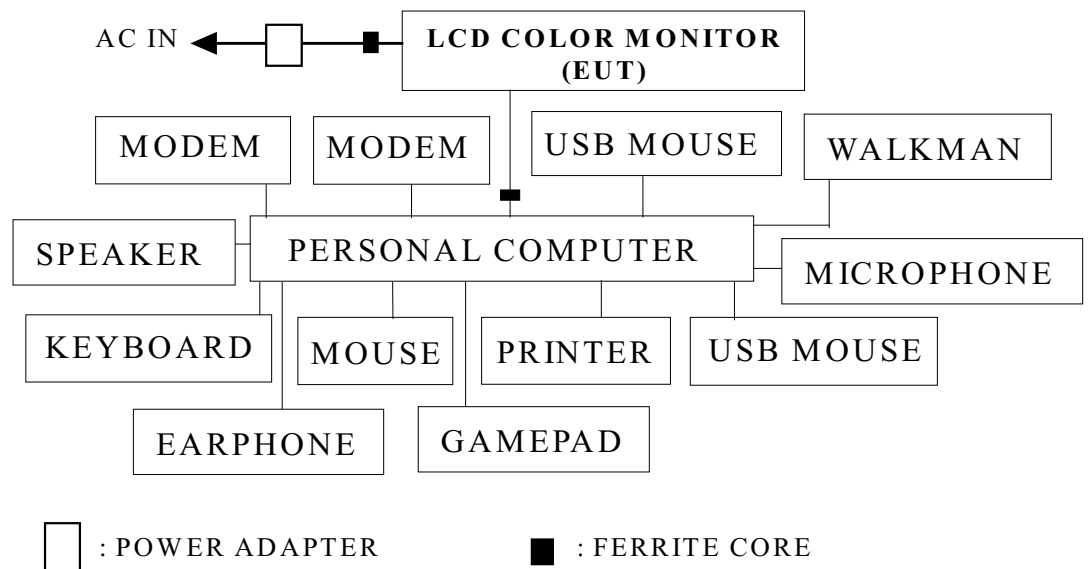 AC IN
LCD COLOR MONITOR
(EUT)
MODEM
MODEM
USB MOUSE
WALKMAN
SPEAKER
PERSONAL COMPUTER
MICROPHONE
KEYBOARD
MOUSE
PRINTER
USB MOUSE
EARPHONE
GAMEPAD
: POWER ADAPTER
: FERRITE CORE